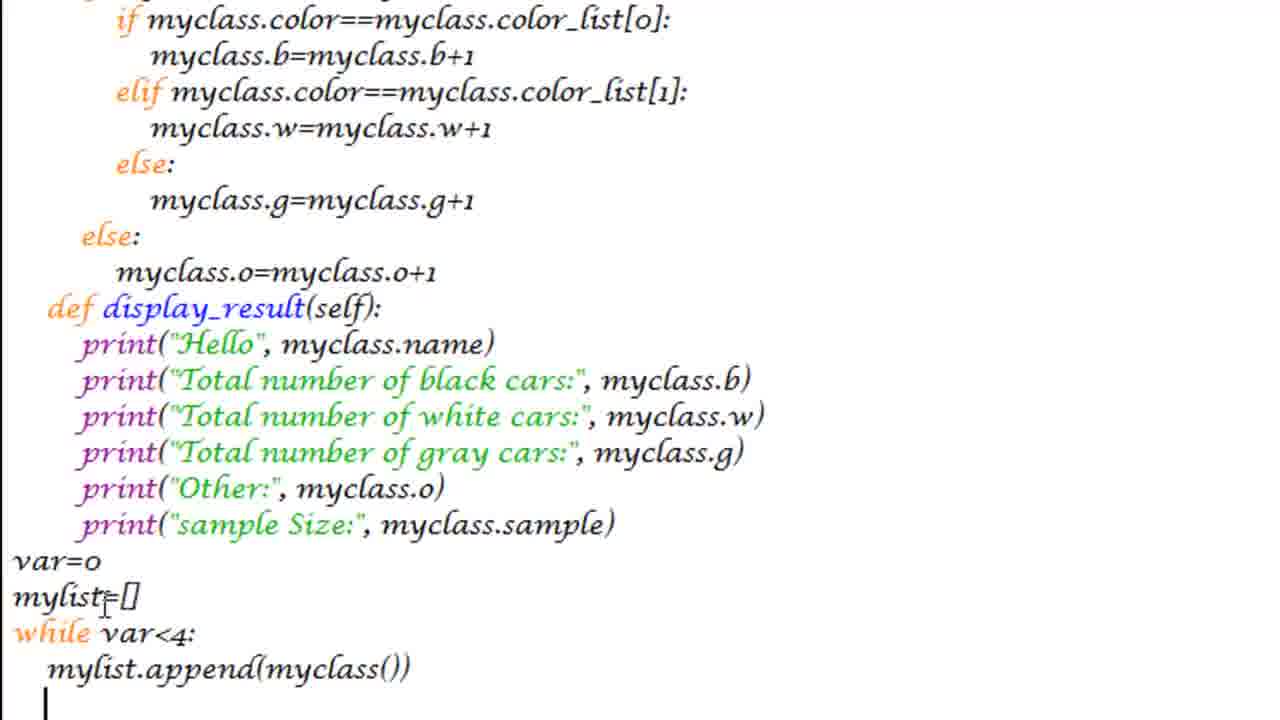 if myclass.color==myclass.color_list[0]:
myclass.b=myclass.b+1
elif myclass.color==myclass.color_list[1]:
myclass.w=myclass.w+1
else:
myclass.g=myclass.g+1
else:
myclass.o=myclass.o+1
def display_result(self):
print("Hello", myclass.name)
print("Total number of black cars:", myclass.b)
print("Total number of white cars:", myclass.w)
print("Total number of gray cars:", myclass.g)
print("Other:", myclass.o)
print("sample Size:", myclass.sample)
var=0
mylist=[]
while var<4:
mylist.append(myclass())